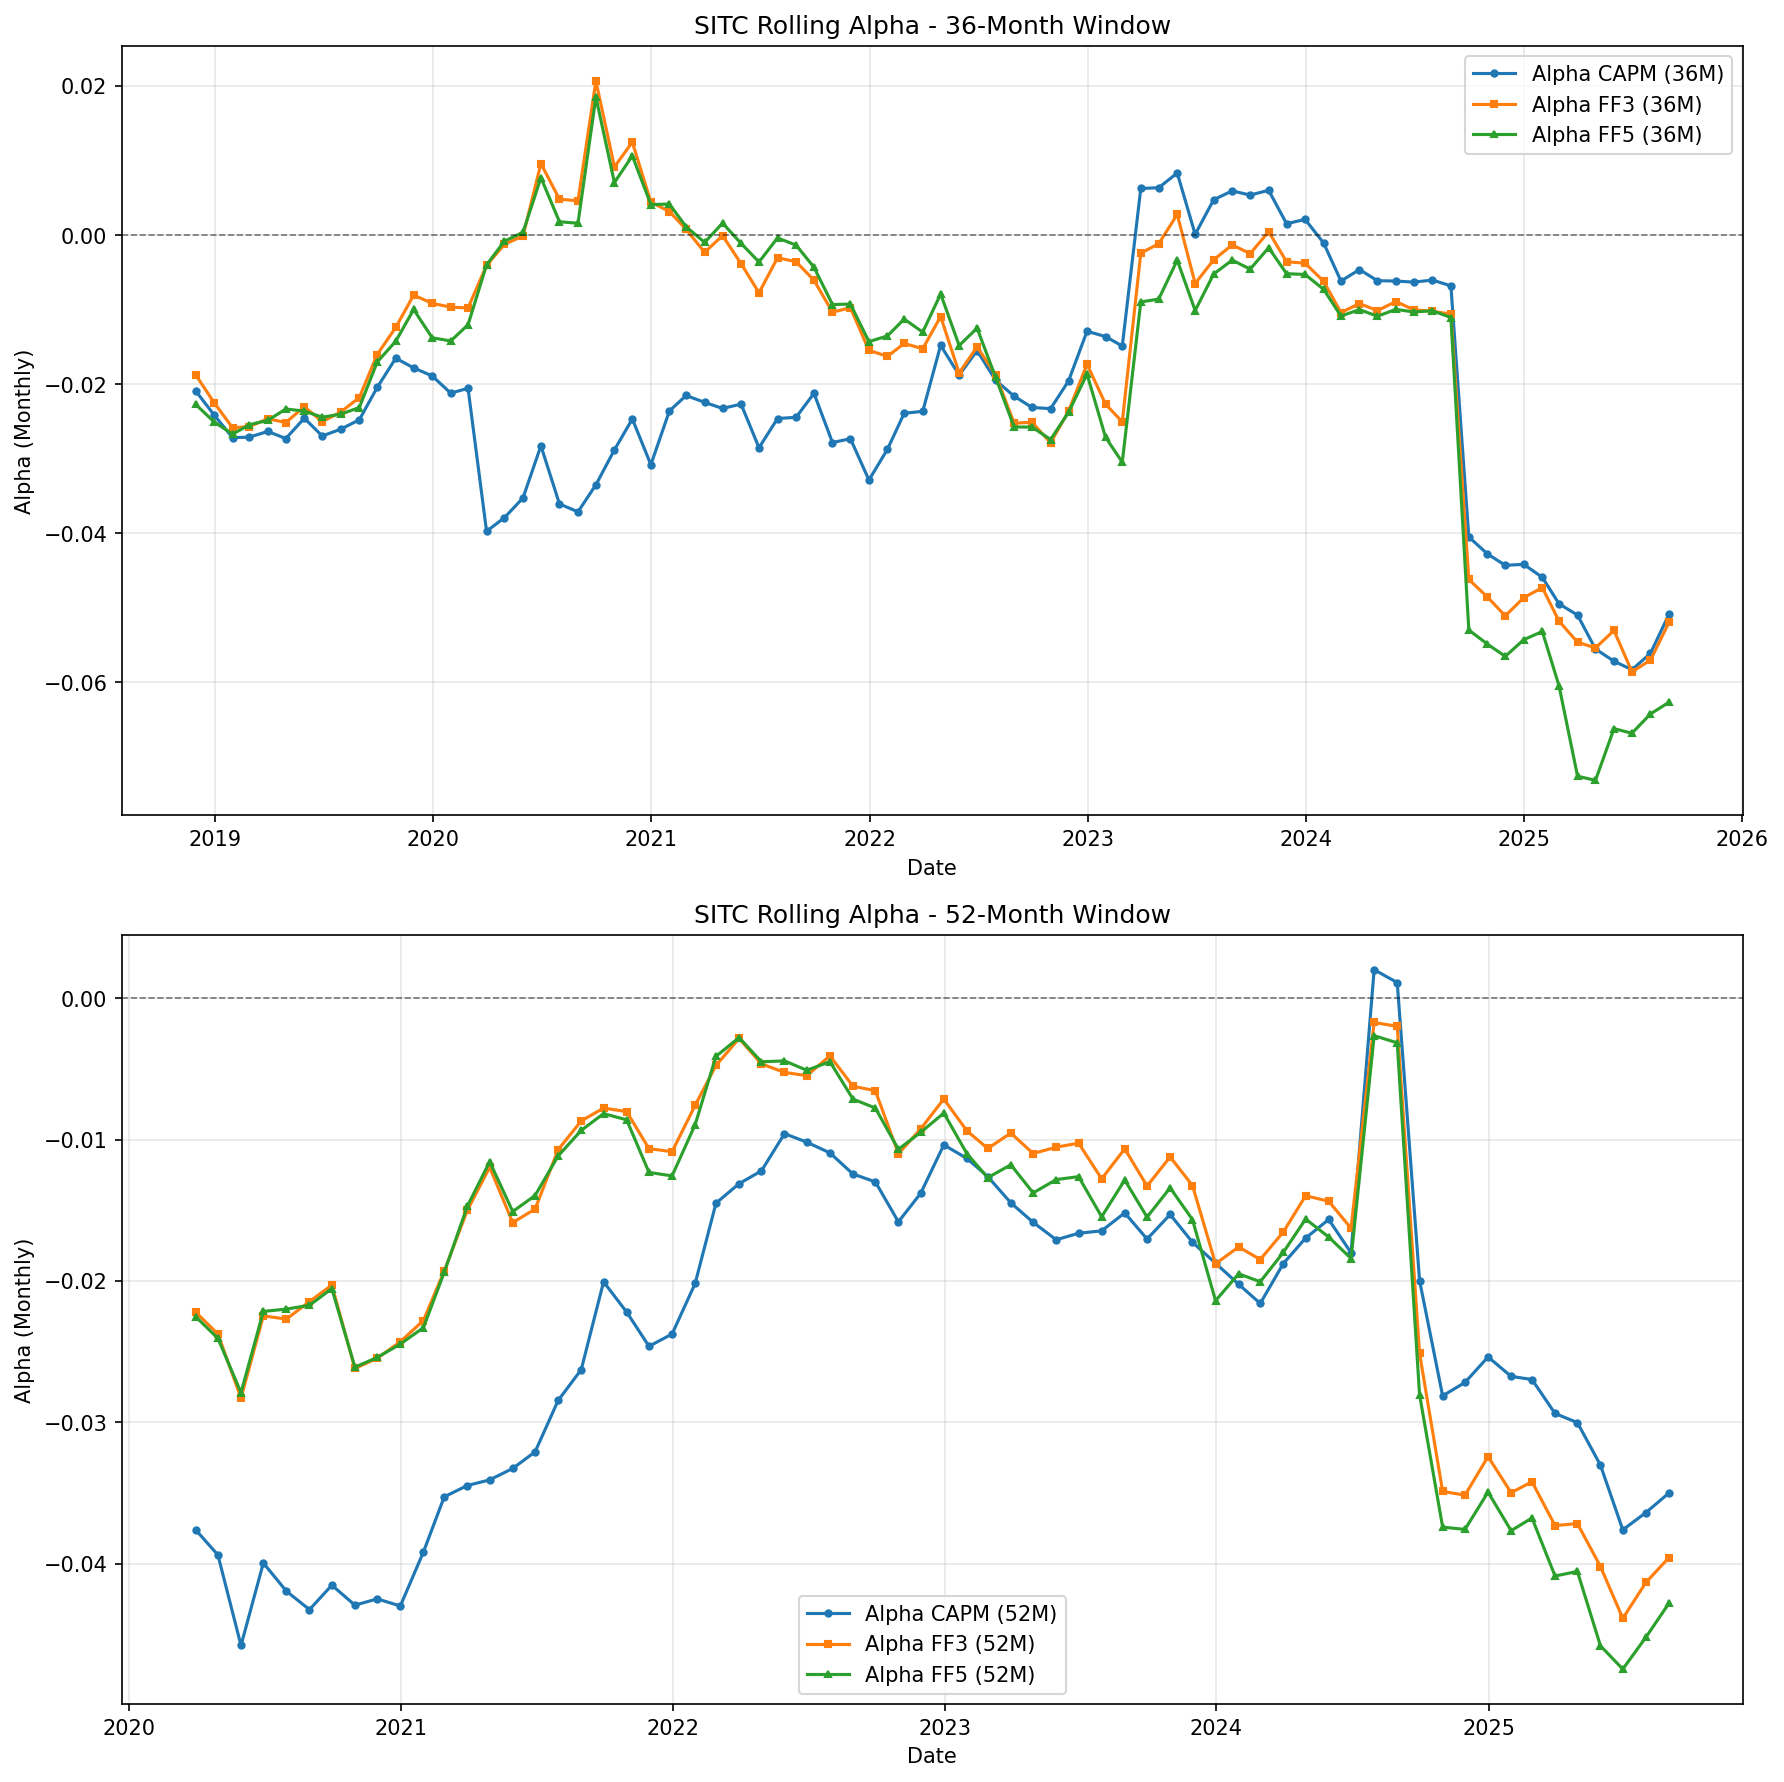 SITC Rolling Alpha - 36-Month Window
Alpha CAPM (36M)
Alpha FF3 (36M)
Alpha FF5 (36M)
Alpha (Monthly)
0.02
0.00
−0.02
−0.04
−0.06
2019 2020 2021 2022 2023 2024 2025 2026
Date
SITC Rolling Alpha - 52-Month Window
Alpha (Monthly)
0.00
−0.01
−0.02
−0.03
−0.04
Alpha CAPM (52M)
Alpha FF3 (52M)
Alpha FF5 (52M)
2020 2021 2022 2023 2024 2025
Date